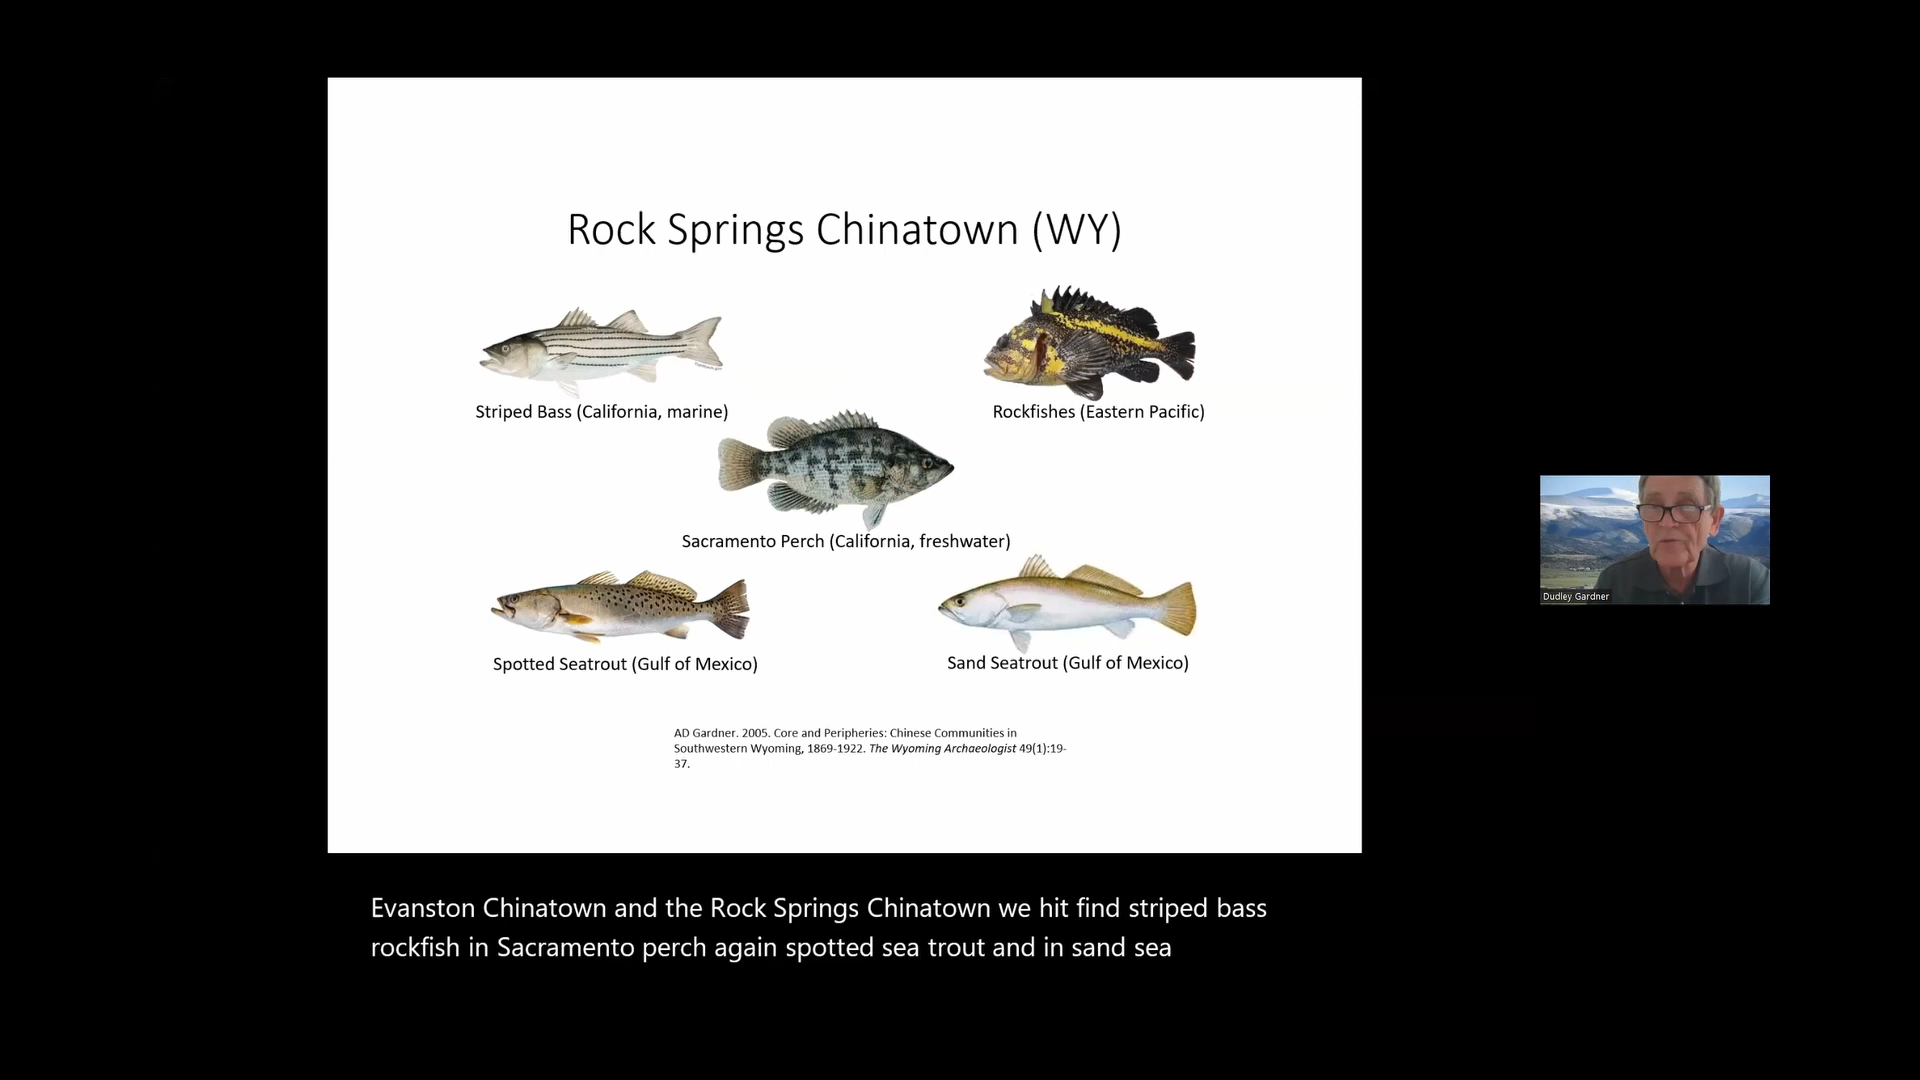 Rock Springs Chinatown (WY)
Striped Bass (California, marine)
Rockfishes (Eastern Pacific)
Sacramento Perch (California, freshwater)
Spotted Seatrout (Gulf of Mexico)
Sand Seatrout (Gulf of Mexico)
AD Gardner. 2005. Core and Peripheries: Chinese Communities in
Southwestern Wyoming, 1869-1922. The Wyoming Archaeologist 49(1):19-
37.
Dudley Gardner
Evanston Chinatown and the Rock Springs Chinatown we hit find striped bass
rockfish in Sacramento perch again spotted sea trout and in sand sea